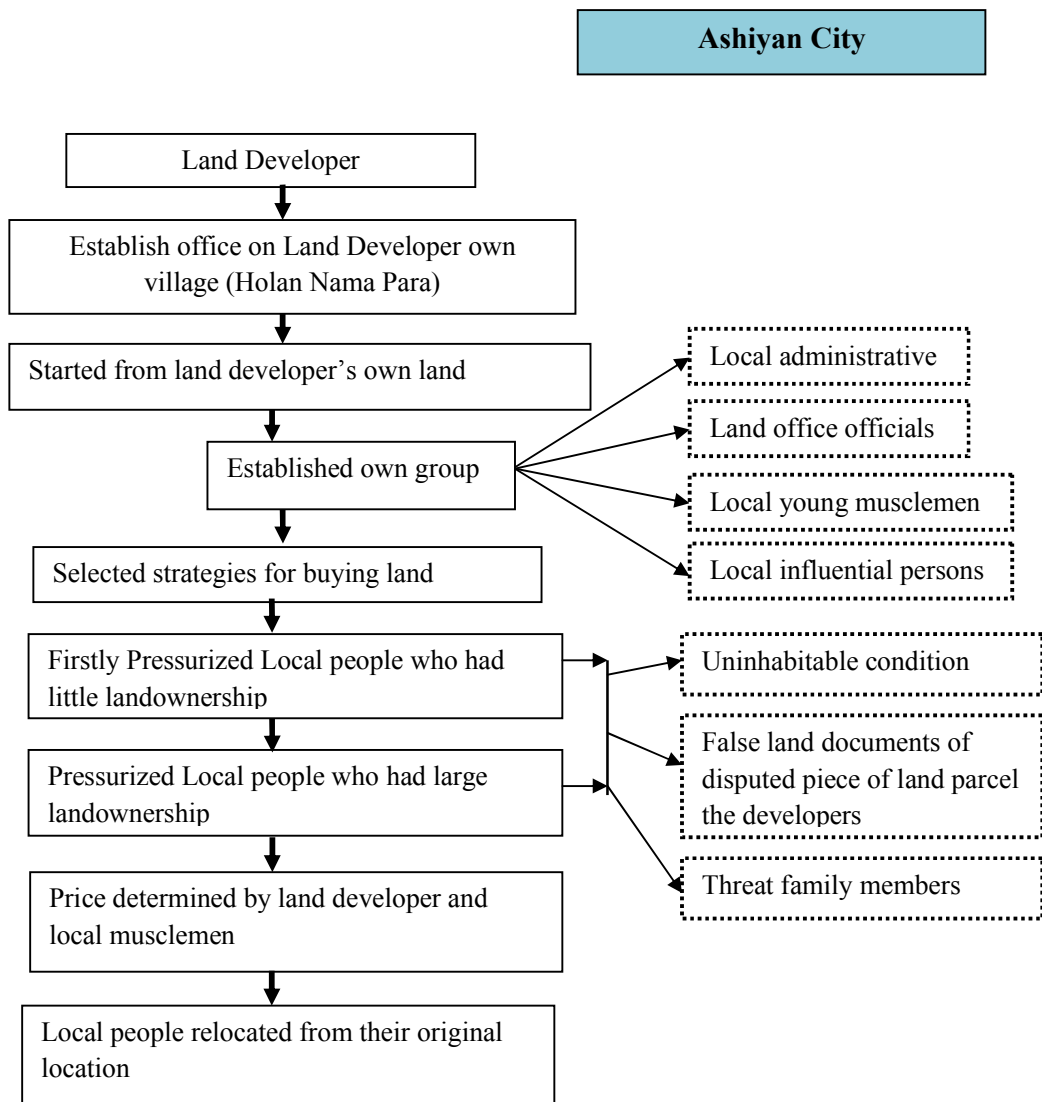 Ashiyan City
Land Developer
Establish office on Land Developer own
village (Holan Nama Para)
Started from land developer’s own land
Established own group
Local administrative
Land office officials
Local young musclemen
Local influential persons
Selected strategies for buying land
Firstly Pressurized Local people who had
little landownership
Pressurized Local people who had large
landownership
Uninhabitable condition
False land documents of
disputed piece of land parcel
the developers
Threat family members
Price determined by land developer and
local musclemen
Local people relocated from their original
location